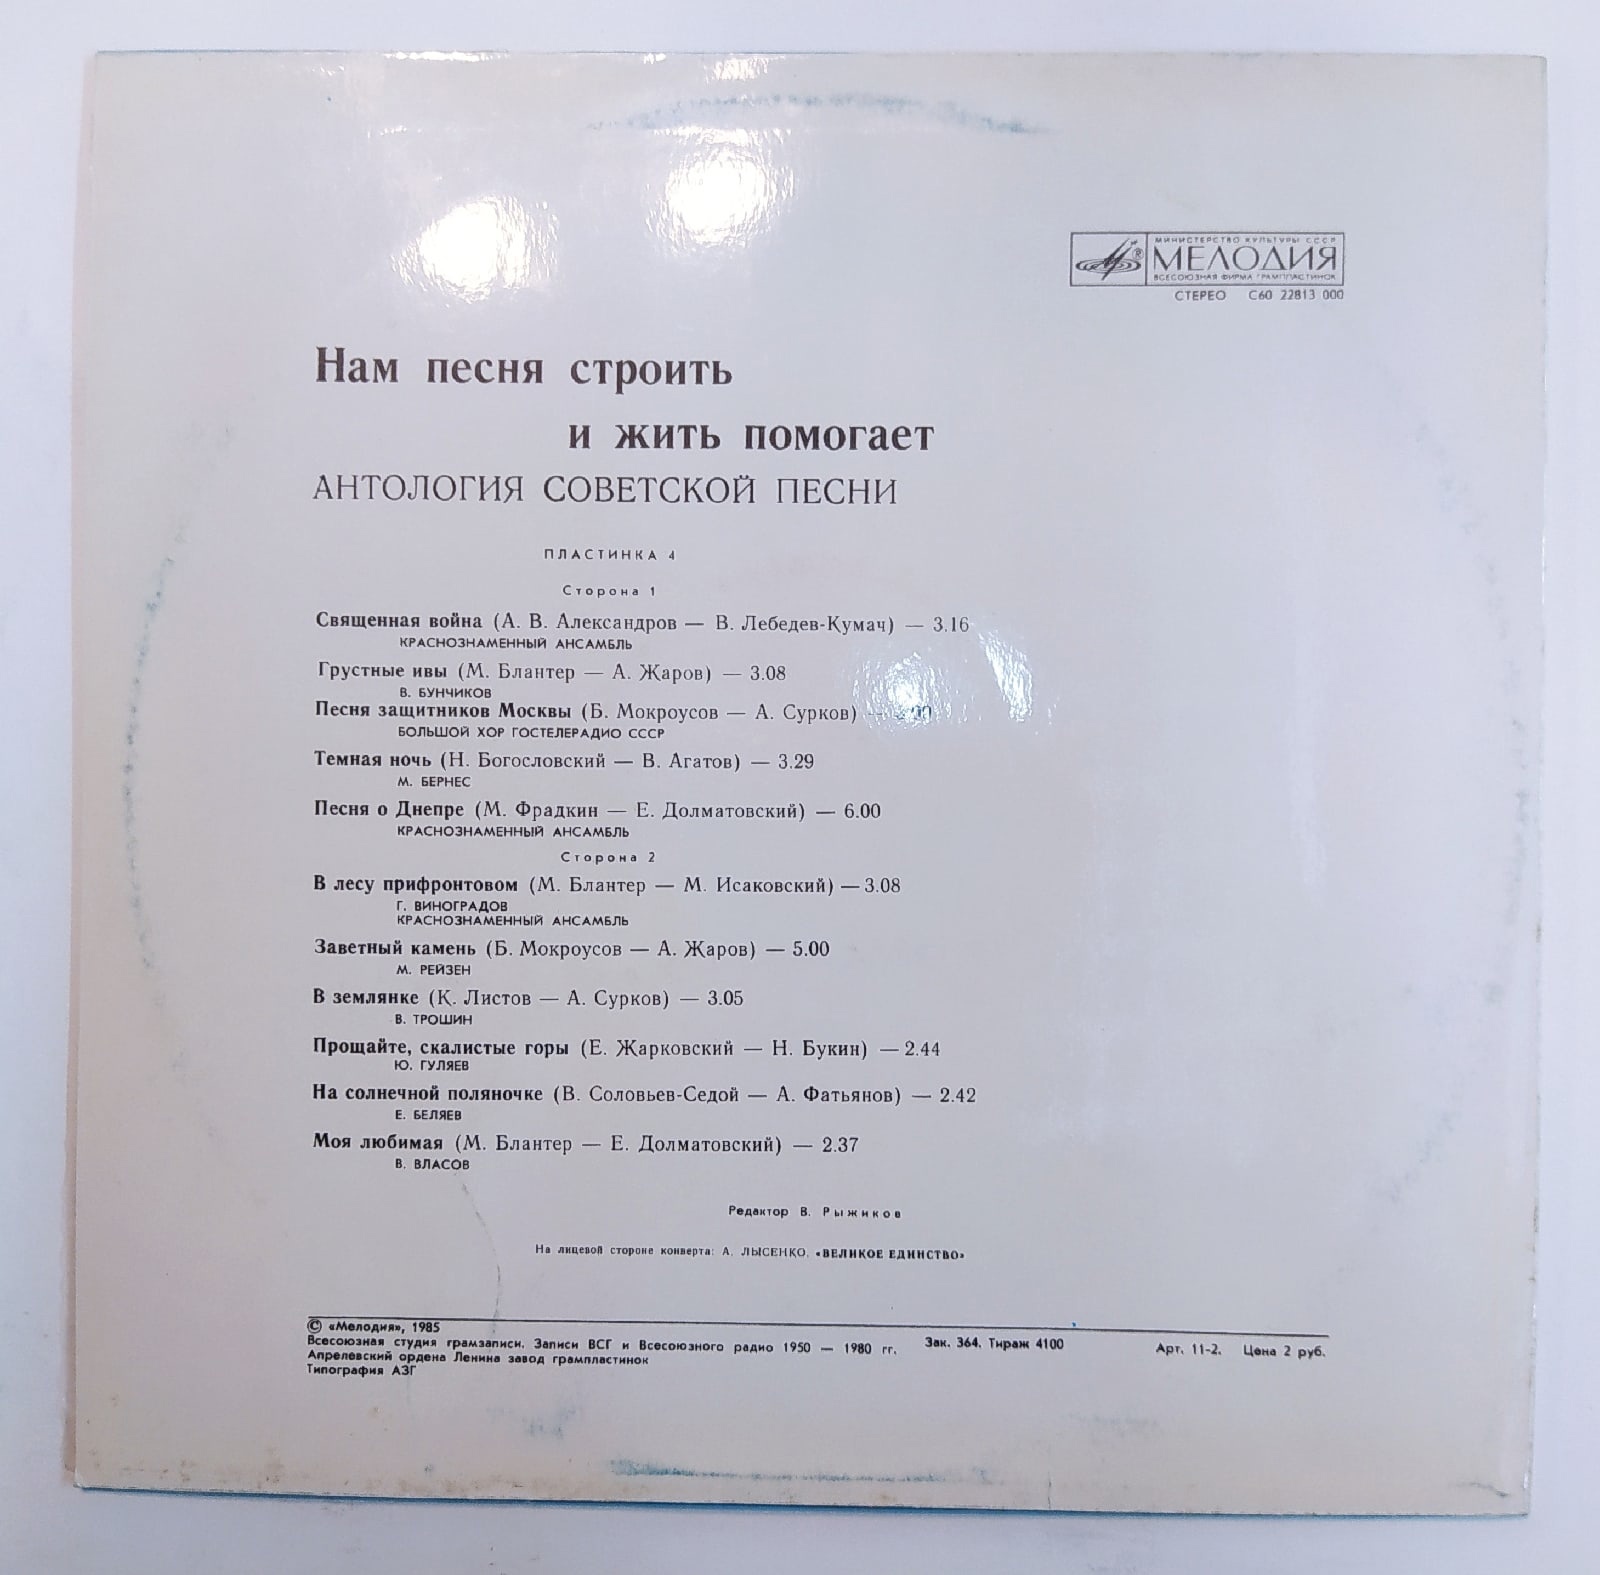 МИНИСТЕРСТВО КУЛЬТУРЫ СССР
МЕЛОДИЯ
ВСЕСОЮЗНАЯ ФИРМА ГРАМПЛАСТИНОК
СТЕРЕО С60 22813 000
Нам песня строить
и жить помогает
АНТОЛОГИЯ СОВЕТСКОЙ ПЕСНИ
ПЛАСТИНКА 4
Сторона 1
Священная война (А. В. Александров — В. Лебедев-Кумач) — 3.16
КРАСНОЗНАМЕННЫЙ АНСАМБЛЬ
Грустные ивы (М. Блантер — А. Жаров) — 3.08
В. БУНЧИКОВ
Песня защитников Москвы (Б. Мокроусов — А. Сурков) —
БОЛЬШОЙ ХОР ГОСТЕЛЕРАДИО СССР
Темная ночь (Н. Богословский — В. Агатов) — 3.29
М. БЕРНЕС
Песня о Днепре (М. Фрадкин — Е. Долматовский) — 6.00
КРАСНОЗНАМЕННЫЙ АНСАМБЛЬ
Сторона 2
В лесу прифронтовом (М. Блантер — М. Исаковский) — 3.08
Г. ВИНОГРАДОВ
КРАСНОЗНАМЕННЫЙ АНСАМБЛЬ
Заветный камень (Б. Мокроусов — А. Жаров) — 5.00
М. РЕЙЗЕН
В землянке (К. Листов — А. Сурков) — 3.05
В. ТРОШИН
Прощайте, скалистые горы (Е. Жарковский — Н. Букин) — 2.44
Ю. ГУЛЯЕВ
На солнечной поляночке (В. Соловьев-Седой — А. Фатьянов) — 2.42
Е. БЕЛЯЕВ
Моя любимая (М. Блантер — Е. Долматовский) — 2.37
В. ВЛАСОВ
Редактор В. Рыжиков
На лицевой стороне конверта: А. ЛЫСЕНКО. «ВЕЛИКОЕ ЕДИНСТВО»
© «Мелодия», 1985
Всесоюзная студия грамзаписи. Записи ВСГ и Всесоюзного радио 1950 — 1980 гг. Зак. 364. Тираж 4100 Арт. 11-2. Цена 2 руб.
Апрелевский ордена Ленина завод грампластинок
Типография АЗГ